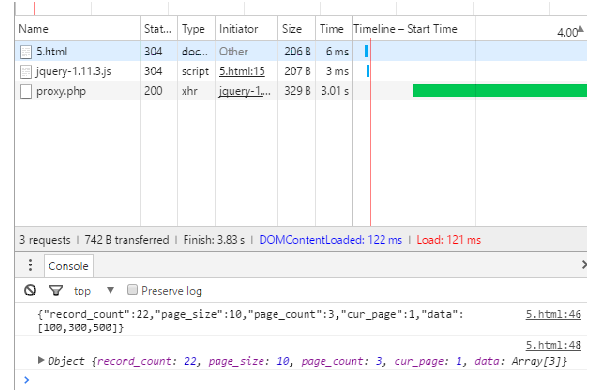 Name Stat... Type Initiator Size Time Timeline – Start Time 4.00
5.html 304 doc... Other 206 B 6 ms
jquery-1.11.3.js 304 script 5.html:15 207 B 3 ms
proxy.php 200 xhr jquery-1.... 329 B 3.01 s
3 requests | 742 B transferred | Finish: 3.83 s | DOMContentLoaded: 122 ms | Load: 121 ms
Console
top Preserve log
{"record_count":22,"page_size":10,"page_count":3,"cur_page":1,"data": 5.html:46
[100,300,500]}
5.html:48
Object {record_count: 22, page_size: 10, page_count: 3, cur_page: 1, data: Array[3]}